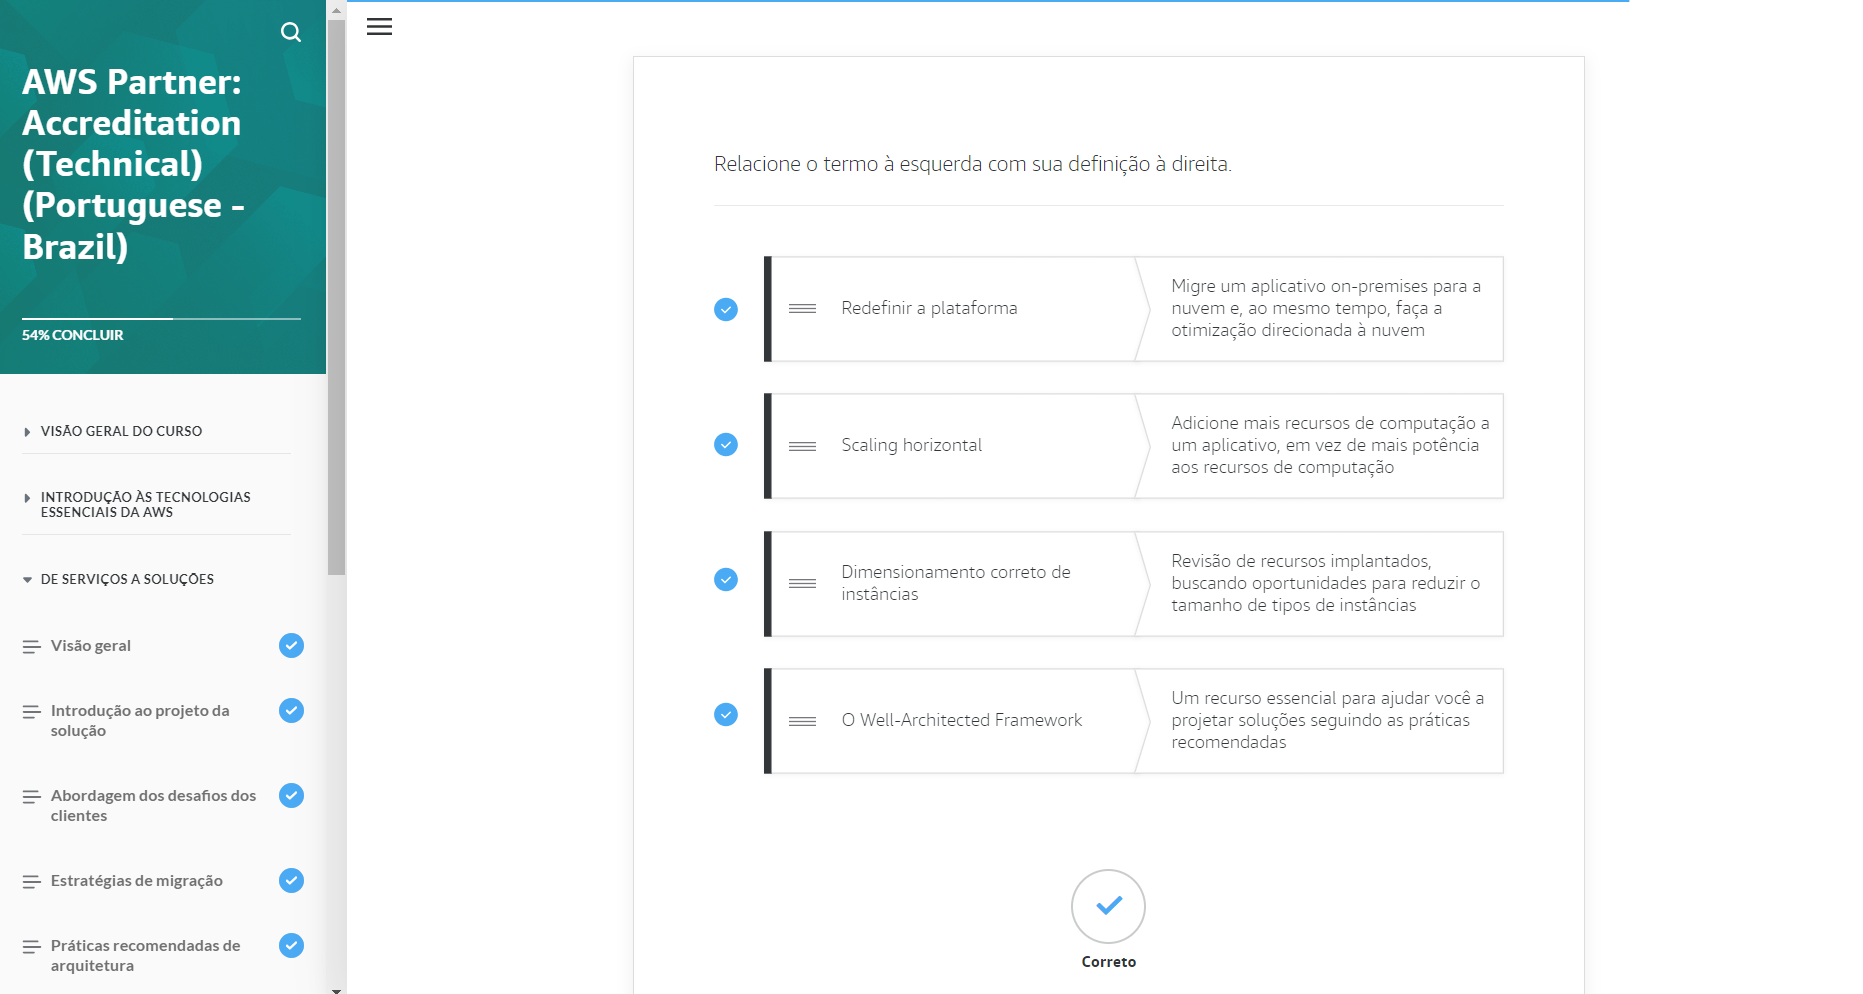 AWS Partner:
Accreditation
(Technical)
(Portuguese -
Brazil)
54% CONCLUIR
VISÃO GERAL DO CURSO
INTRODUÇÃO ÀS TECNOLOGIAS
ESSENCIAIS DA AWS
DE SERVIÇOS A SOLUÇÕES
Visão geral
Introdução ao projeto da
solução
Abordagem dos desafios dos
clientes
Estratégias de migração
Práticas recomendadas de
arquitetura
Relacione o termo à esquerda com sua definição à direita.
Redefinir a plataforma
Migre um aplicativo on-premises para a
nuvem e, ao mesmo tempo, faça a
otimização direcionada à nuvem
Scaling horizontal
Adicione mais recursos de computação a
um aplicativo, em vez de mais potência
aos recursos de computação
Dimensionamento correto de
instâncias
Revisão de recursos implantados,
buscando oportunidades para reduzir o
tamanho de tipos de instâncias
O Well-Architected Framework
Um recurso essencial para ajudar você a
projetar soluções seguindo as práticas
recomendadas
Correto